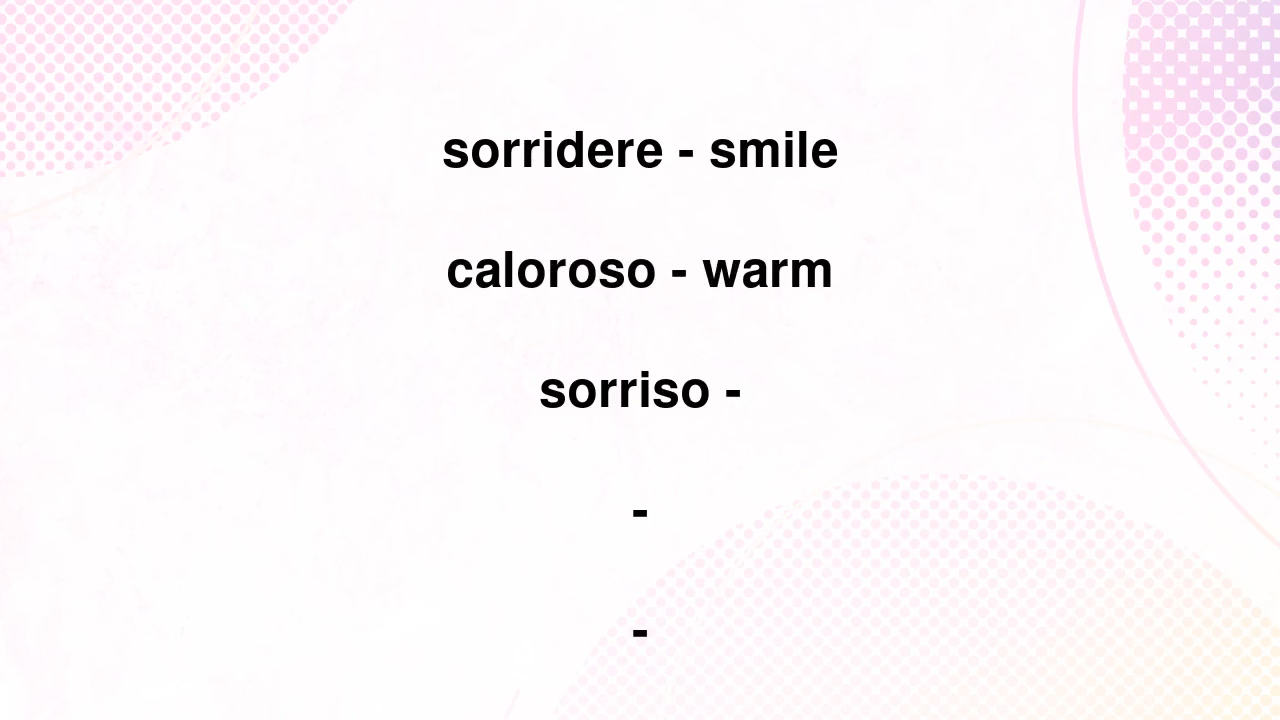 sorridere - smile
caloroso - warm
sorriso -
-
-